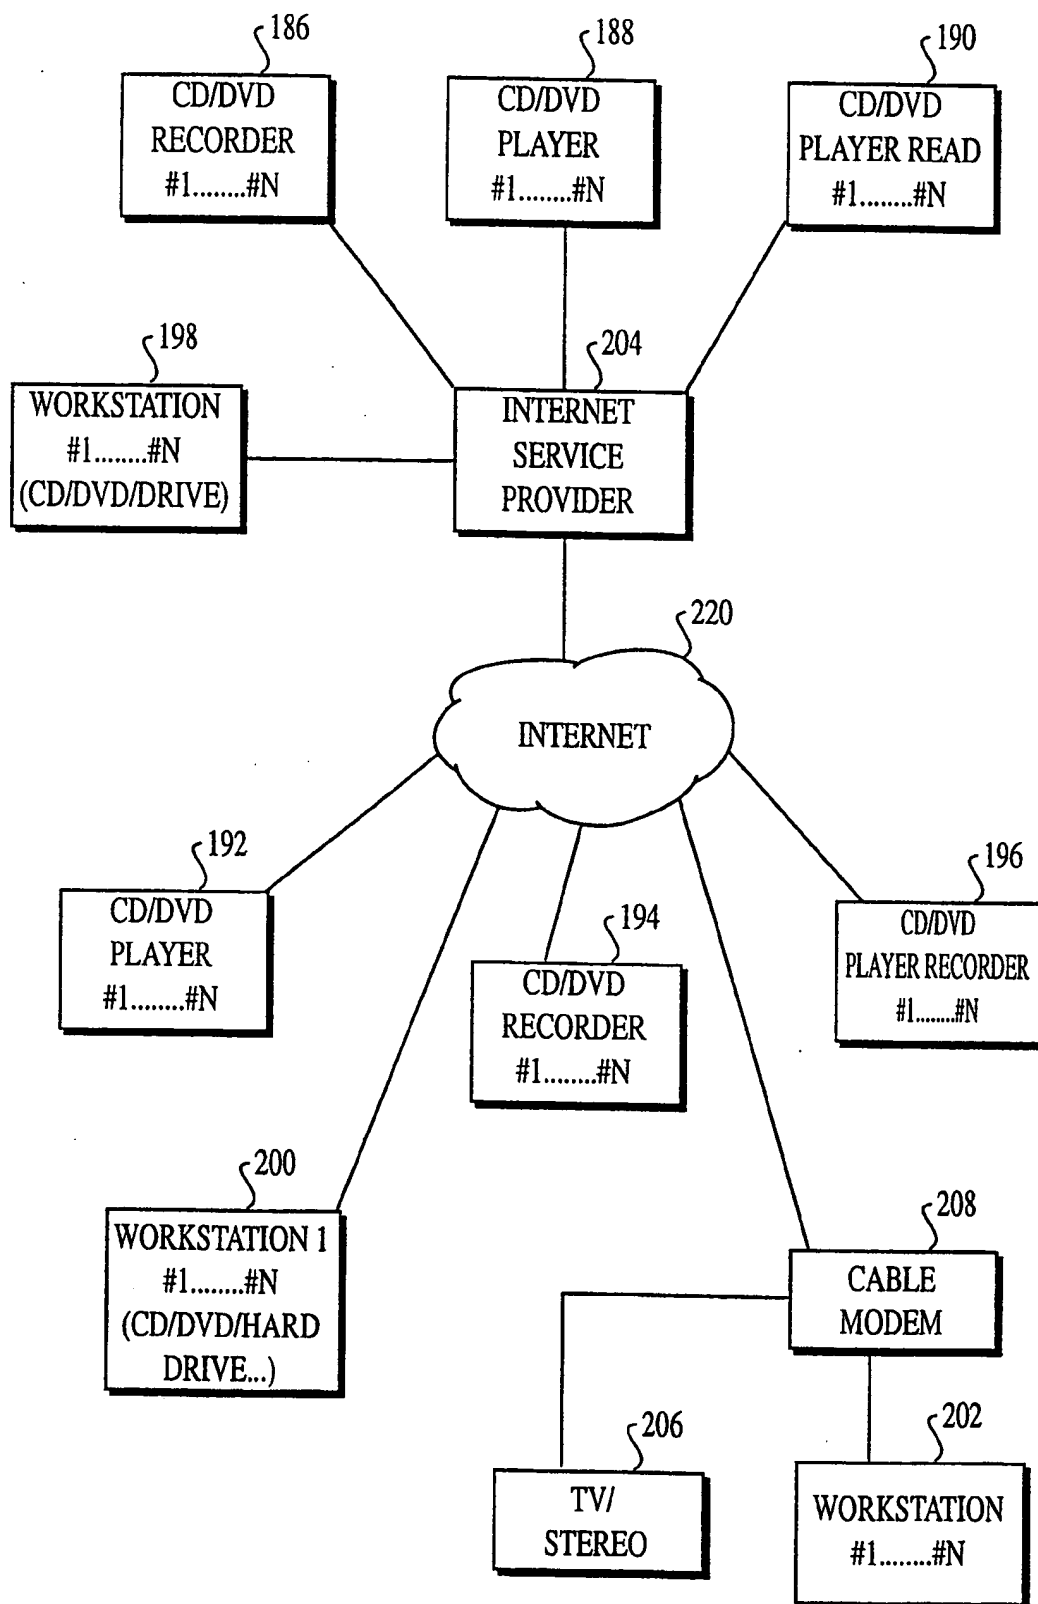 186
CD/DVD
RECORDER
#1........#N
188
CD/DVD
PLAYER
#1........#N
190
CD/DVD
PLAYER READ
#1........#N
198
WORKSTATION
#1........#N
(CD/DVD/DRIVE)
204
INTERNET
SERVICE
PROVIDER
220
INTERNET
192
CD/DVD
PLAYER
#1........#N
194
CD/DVD
RECORDER
#1........#N
196
CD/DVD
PLAYER RECORDER
#1........#N
200
WORKSTATION 1
#1........#N
(CD/DVD/HARD
DRIVE...)
208
CABLE
MODEM
206
TV/
STEREO
202
WORKSTATION
#1........#N